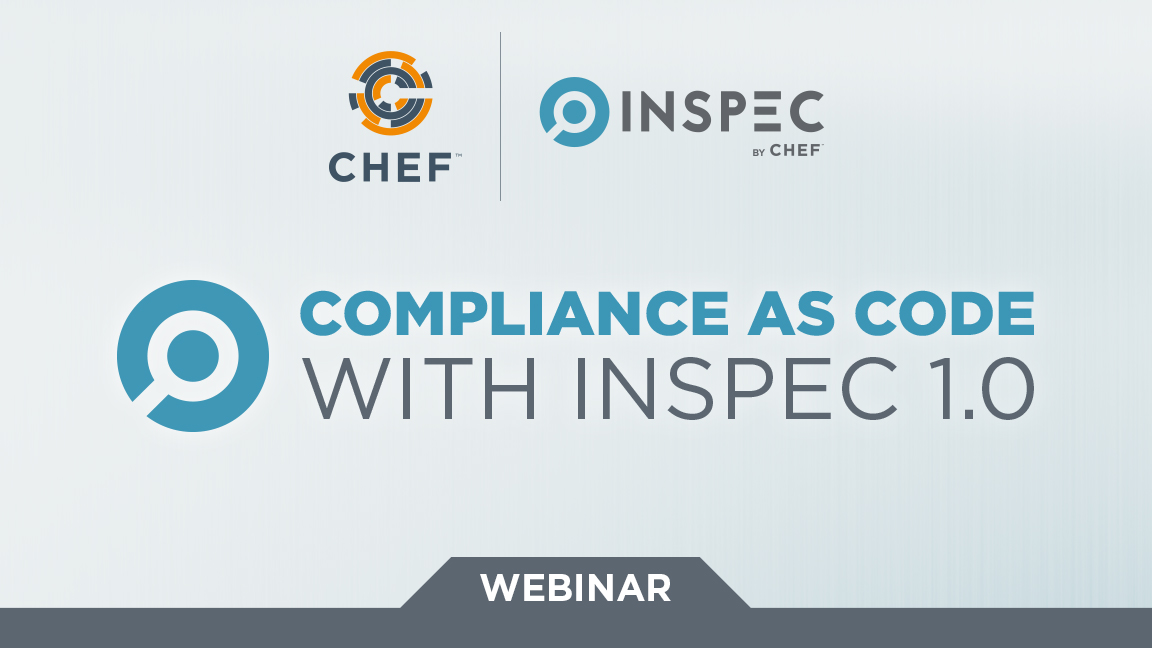 CHEF™
INSPEC
BY CHEF™
COMPLIANCE AS CODE
WITH INSPEC 1.0
WEBINAR